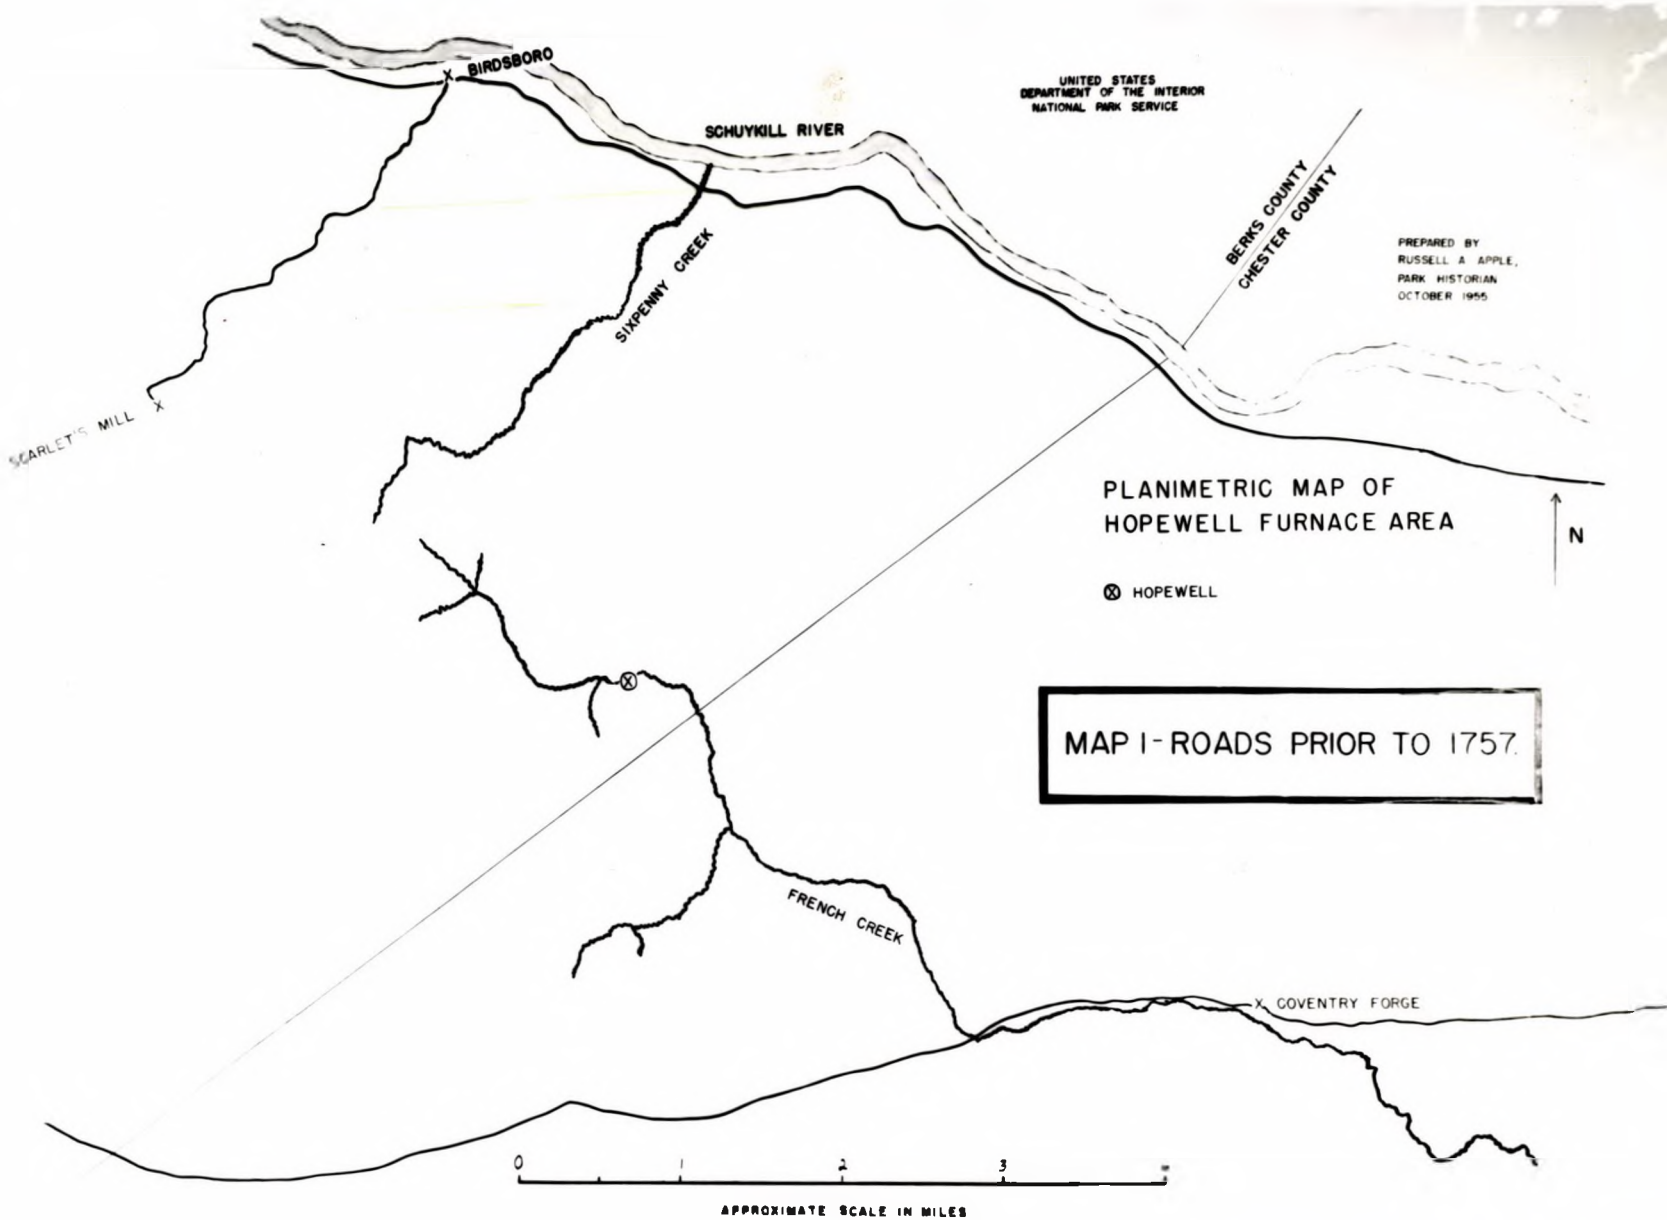 BIRDSBORO
UNITED STATES
DEPARTMENT OF THE INTERIOR
NATIONAL PARK SERVICE
SCHUYKILL RIVER
BERKS COUNTY
CHESTER COUNTY
PREPARED BY
RUSSELL A APPLE,
PARK HISTORIAN
OCTOBER 1955
SIXPENNY CREEK
SCARLET'S MILL
PLANIMETRIC MAP OF
HOPEWELL FURNACE AREA
N
HOPEWELL
MAP I-ROADS PRIOR TO 1757.
FRENCH CREEK
COVENTRY FORGE
0 1 2 3
APPROXIMATE SCALE IN MILES